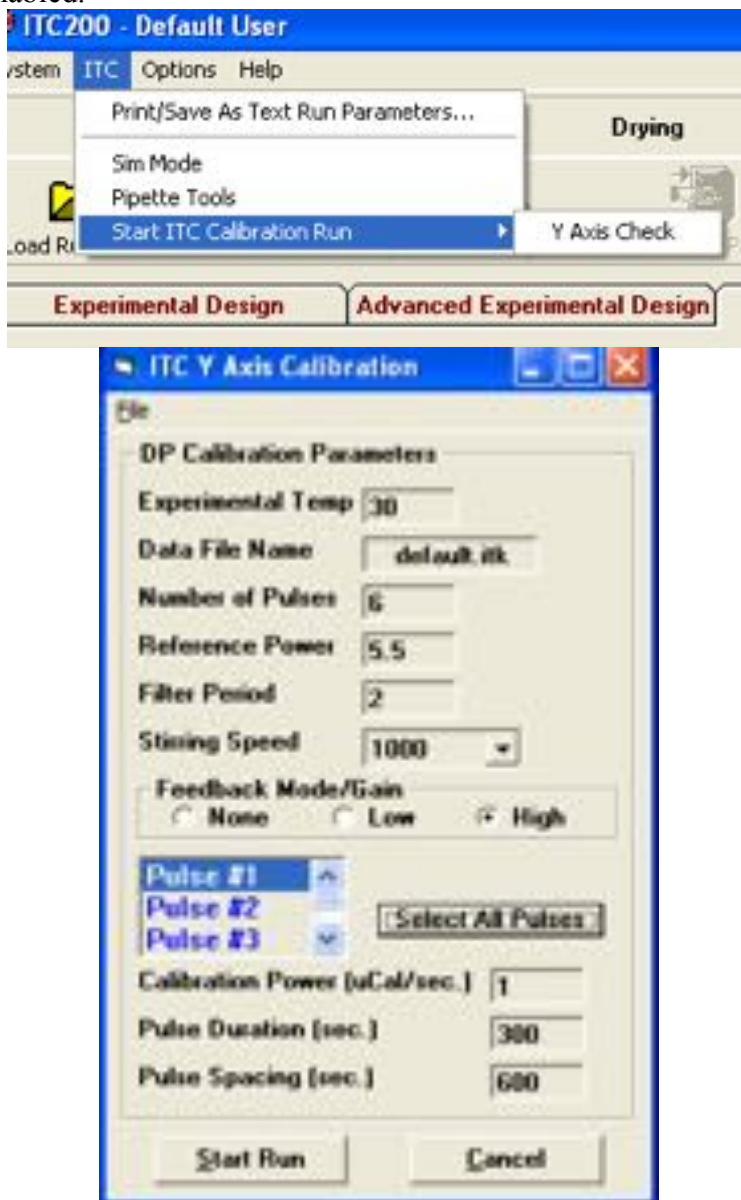 ITC200 - Default User
ystem ITC Options Help
Print/Save As Text Run Parameters...
Drying
Sim Mode
Pipette Tools
Start ITC Calibration Run
Y Axis Check
Load Ru
Experimental Design Advanced Experimental Design
ITC Y Axis Calibration
File
DP Calibration Parameters
Experimental Temp 30
Data File Name default.itk
Number of Pulses 6
Reference Power 5.5
Filter Period 2
Stirring Speed 1000
Feedback Mode/Gain
None Low High
Pulse #1
Pulse #2
Select All Pulses
Pulse #3
Calibration Power (uCal/sec.) 1
Pulse Duration (sec.) 300
Pulse Spacing (sec.) 600
Start Run Cancel